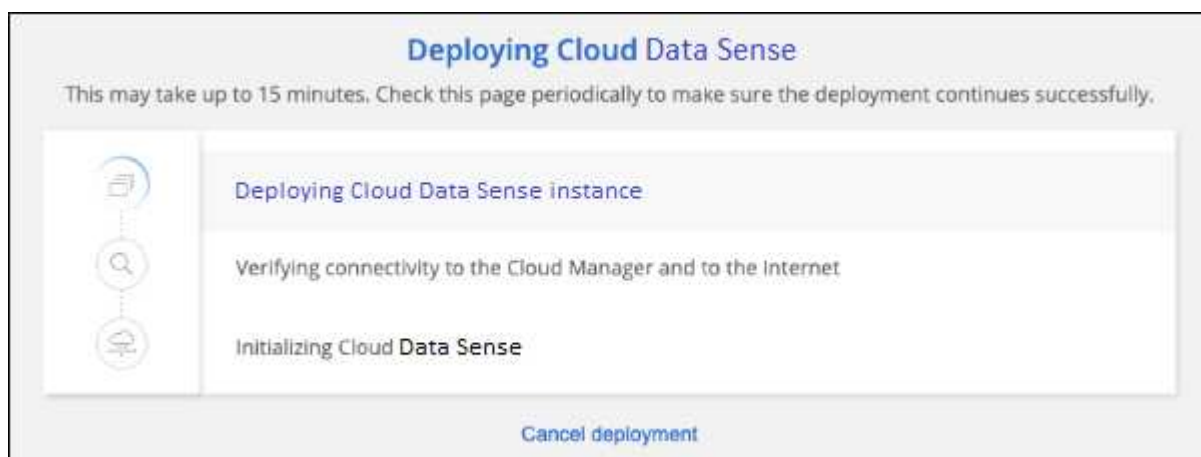 Deploying Cloud Data Sense
This may take up to 15 minutes. Check this page periodically to make sure the deployment continues successfully.
Deploying Cloud Data Sense instance
Verifying connectivity to the Cloud Manager and to the Internet
Initializing Cloud Data Sense
Cancel deployment